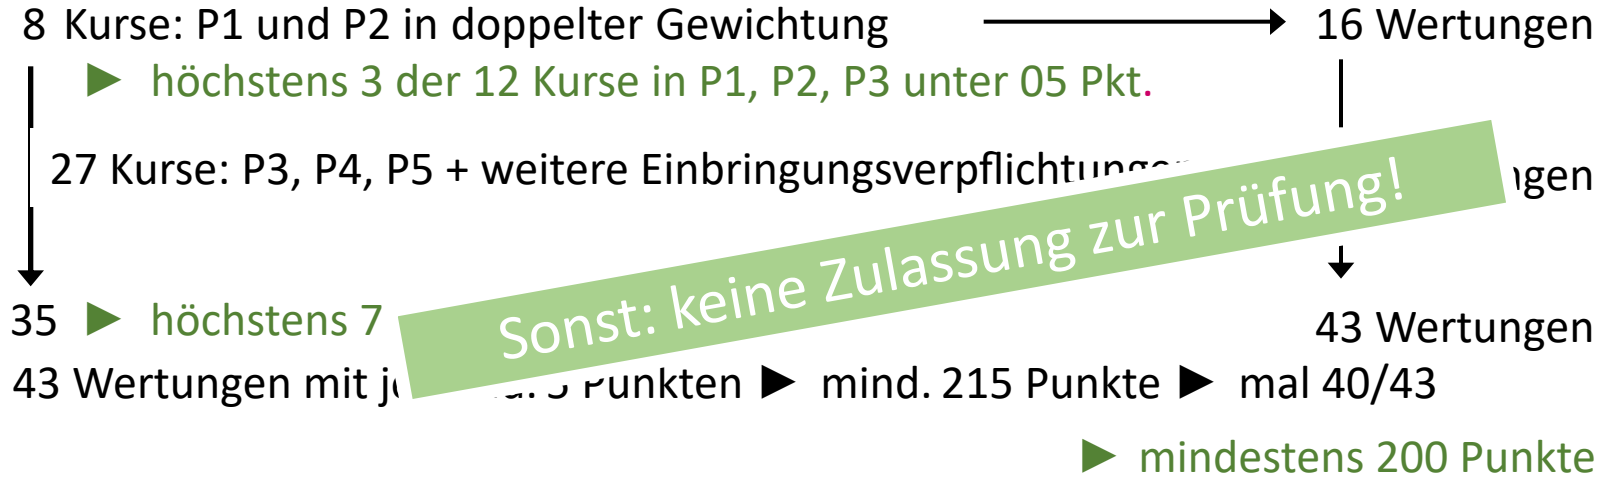 8 Kurse: P1 und P2 in doppelter Gewichtung 16 Wertungen
► höchstens 3 der 12 Kurse in P1, P2, P3 unter 05 Pkt.
27 Kurse: P3, P4, P5 + weitere
Sonst: keine Zulassung zur Prüfung!
35 ► höchstens 7 43 Wertungen
43 Wertungen mit Punkten ► mind. 215 Punkte ► mal 40/43
► mindestens 200 Punkte